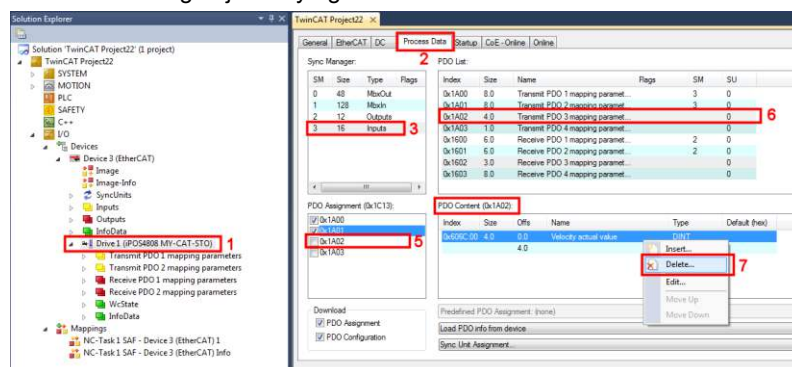 Solution Explorer
Solution 'TwinCAT Project22' (1 project)
TwinCAT Project22
SYSTEM
MOTION
PLC
SAFETY
C++
I/O
Devices
Device 3 (EtherCAT)
Image
Image-Info
SyncUnits
Inputs
Outputs
InfoData
Drive 1 (iPOS4808 MY-CAT-STO) 1
Transmit PDO 1 mapping parameters
Transmit PDO 2 mapping parameters
Receive PDO 1 mapping parameters
Receive PDO 2 mapping parameters
WcState
InfoData
Mappings
NC-Task 1 SAF - Device 3 (EtherCAT) 1
NC-Task 1 SAF - Device 3 (EtherCAT) Info
TwinCAT Project22
General EtherCAT DC Process Data Startup CoE - Online Online
2
Sync Manager:
SM Size Type Flags
0 48 MbxOut
1 128 MbxIn
2 12 Outputs
3 16 Inputs 3
PDO List:
Index Size Name Flags SM SU
0x1A00 8.0 Transmit PDO 1 mapping paramet... 3 0
0x1A01 8.0 Transmit PDO 2 mapping paramet... 3 0
0x1A02 4.0 Transmit PDO 3 mapping paramet... 0 6
0x1A03 1.0 Transmit PDO 4 mapping paramet... 0
0x1600 6.0 Receive PDO 1 mapping paramet... 2 0
0x1601 6.0 Receive PDO 2 mapping paramet... 2 0
0x1602 3.0 Receive PDO 3 mapping paramet... 0
0x1603 8.0 Receive PDO 4 mapping paramet... 0
PDO Assignment (0x1C13):
0x1A00
0x1A01
0x1A02 5
0x1A03
PDO Content (0x1A02):
Index Size Offs Name Type Default (hex)
0x606C:00 4.0 0.0 Velocity actual value DINT
4.0
Insert...
Delete... 7
Edit...
Move Up
Move Down
Download
PDO Assignment
PDO Configuration
Predefined PDO Assignment: (none)
Load PDO info from device
Sync Unit Assignment...